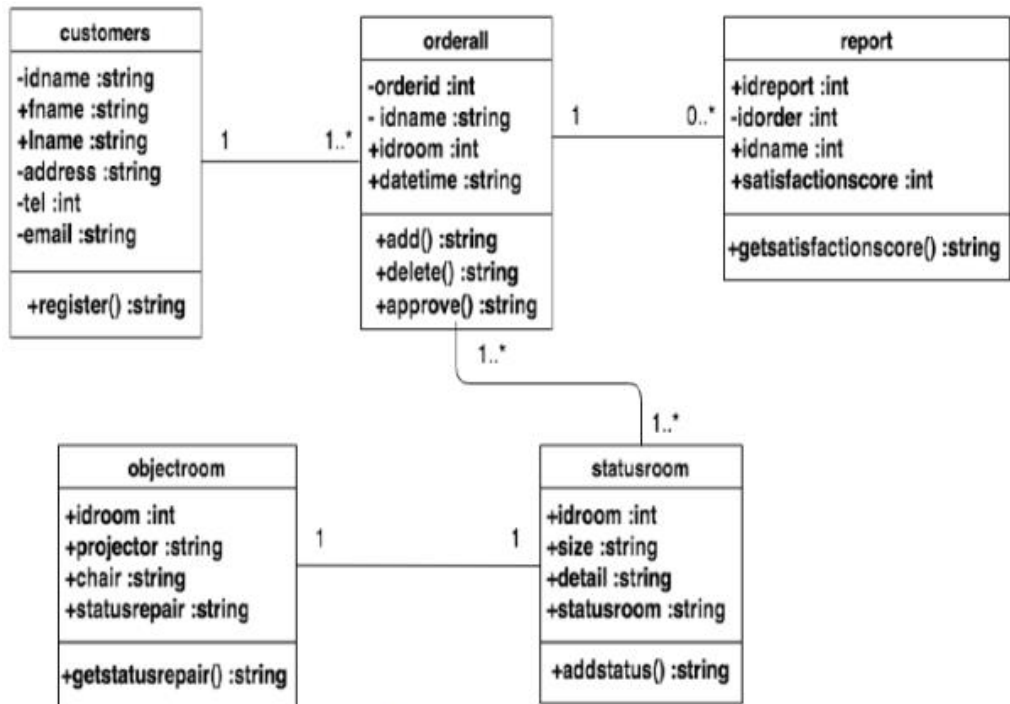 customers
-idname :string
+fname :string
+lname :string
-address :string
-tel :int
-email :string
+register() :string
1
1..*
orderall
-orderid :int
- idname :string
+idroom :int
+datetime :string
+add() :string
+delete() :string
+approve() :string
1
0..*
report
+idreport :int
-idorder :int
+idname :int
+satisfactionscore :int
+getsatisfactionscore() :string
1..*
1..*
objectroom
+idroom :int
+projector :string
+chair :string
+statusrepair :string
+getstatusrepair() :string
1
1
statusroom
+idroom :int
+size :string
+detail :string
+statusroom :string
+addstatus() :string